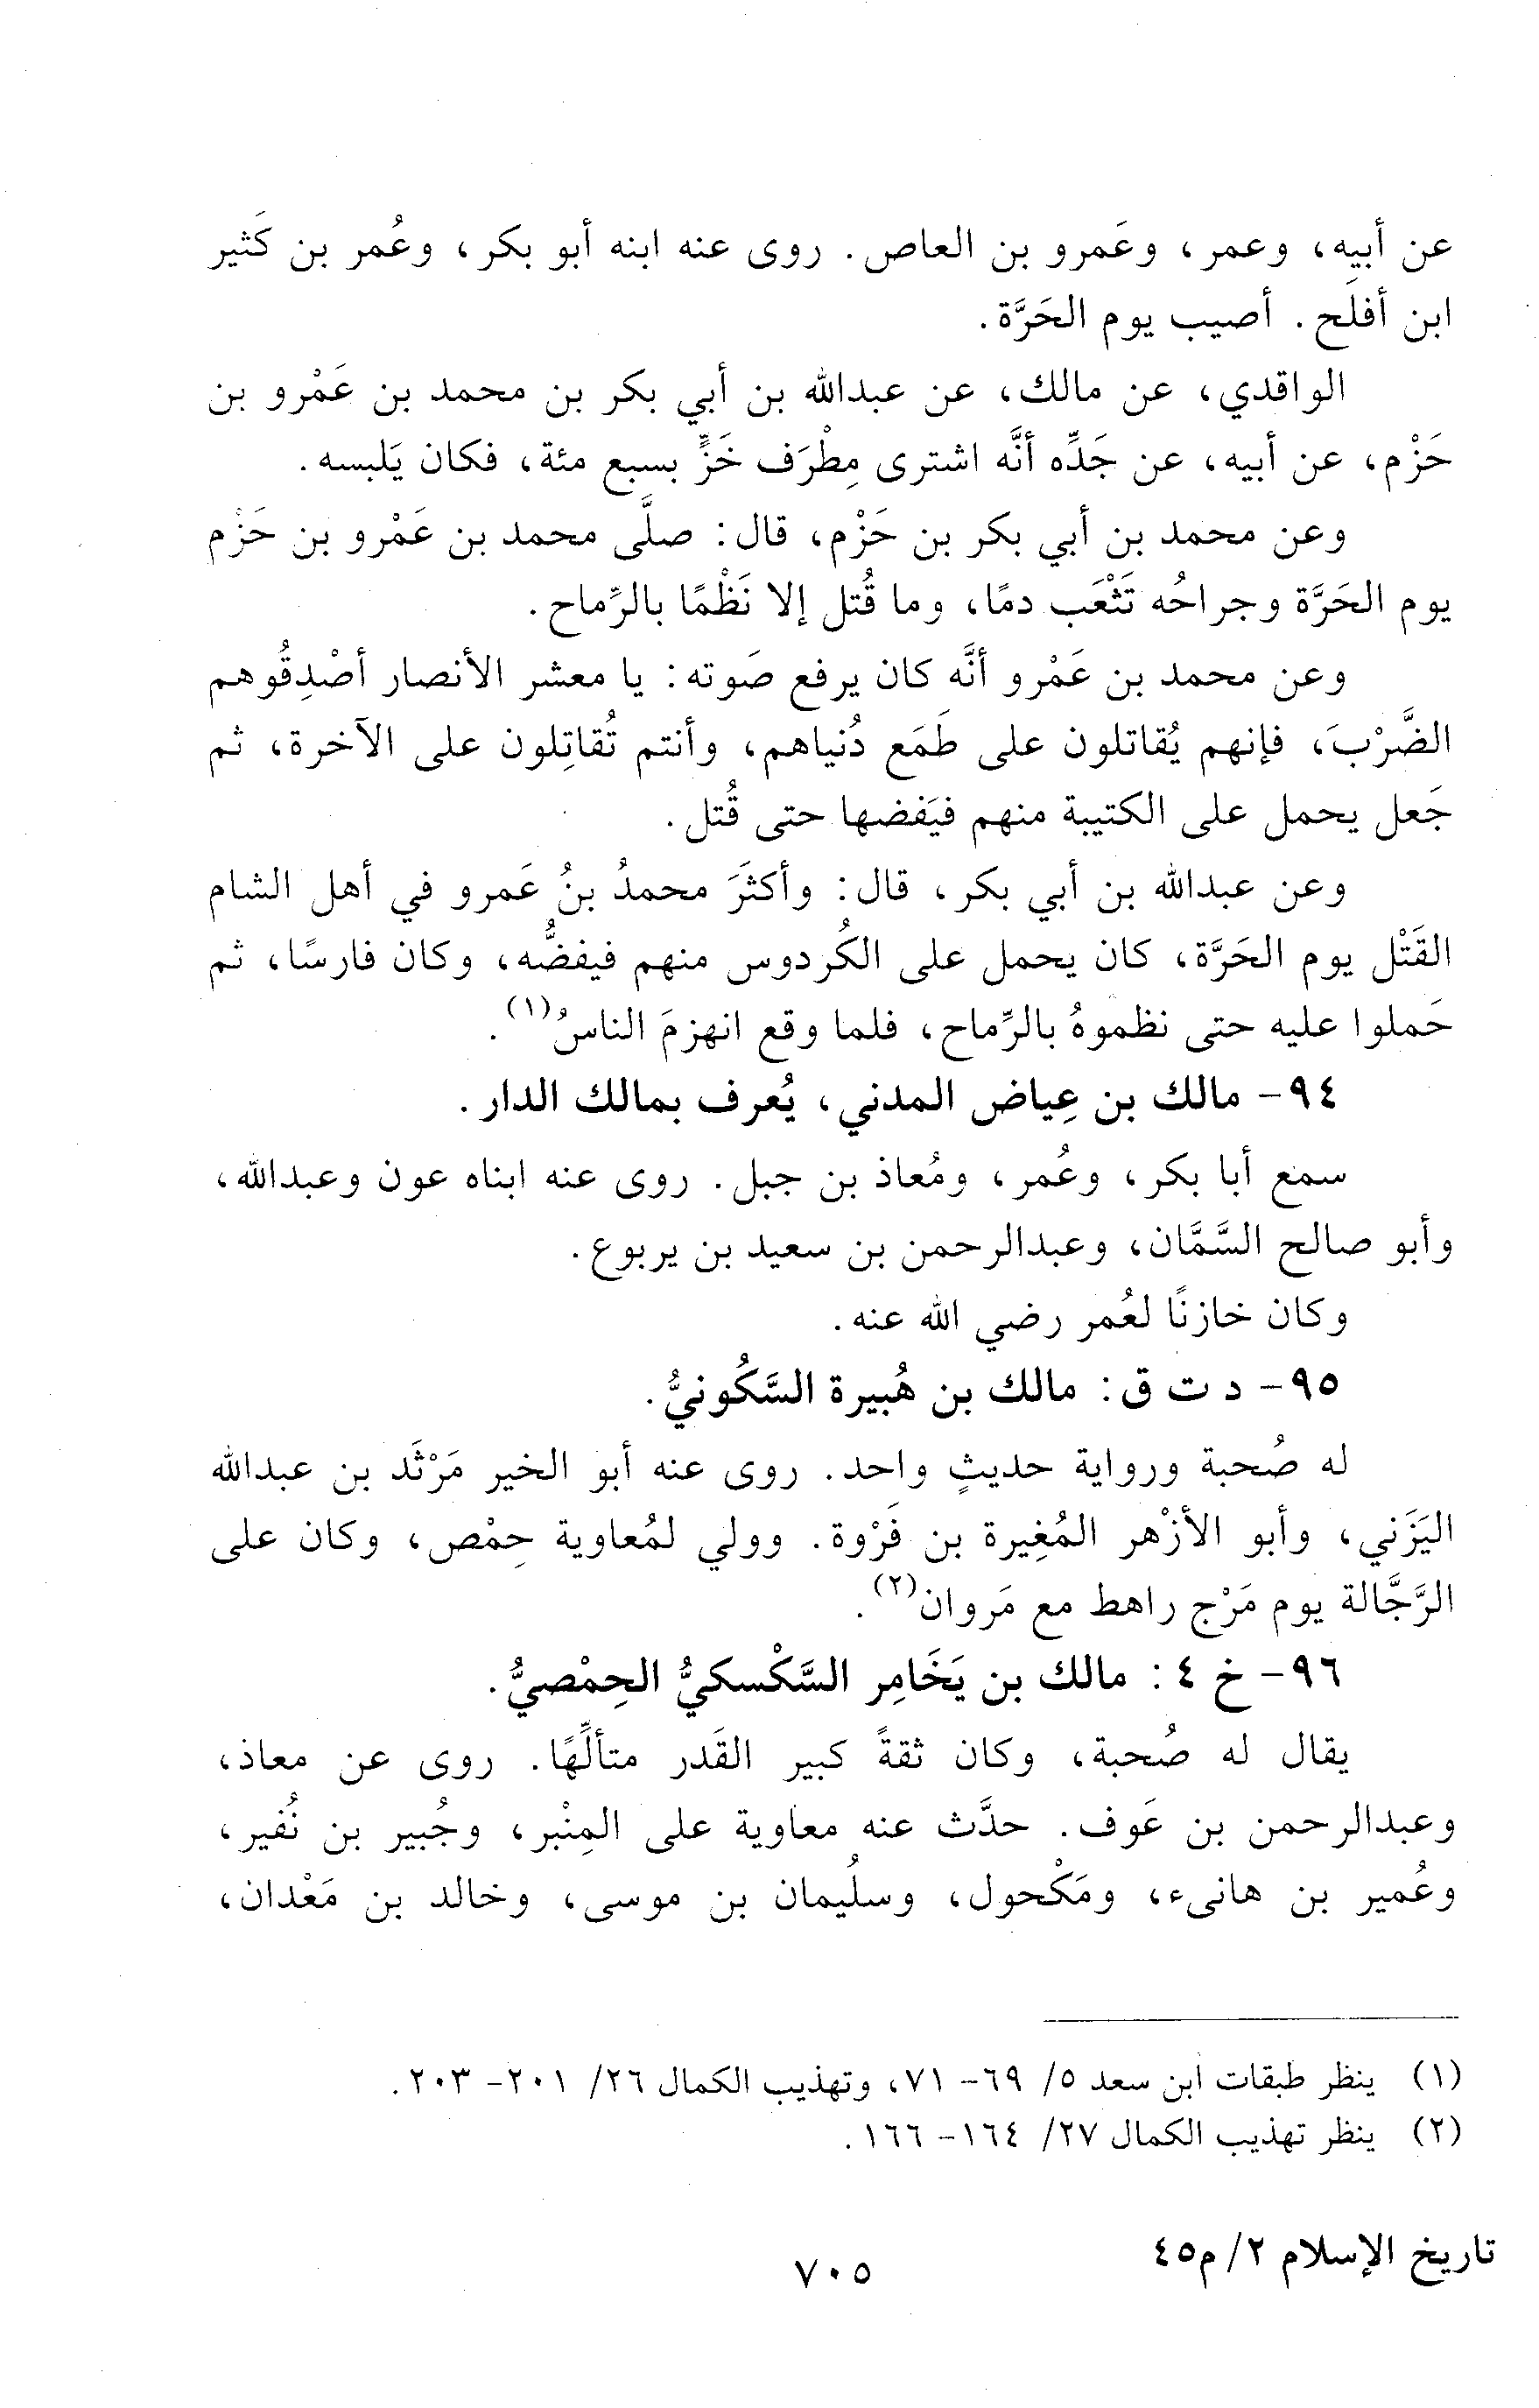 عن أبيه، وعمر، وعَمرو بن العاص. روى عنه ابنه أبو بكر، وعُمر بن كَثير
ابن أفلَح. أصيب يوم الحَرَّة.
الواقدي، عن مالك، عن عبدالله بن أبي بكر بن محمد بن عَمْرو بن
حَزْم، عن أبيه، عن جَدِّه أنَّه اشترى مِطْرَف خَزٍّ بسبع مئة، فكان يَلبسه.
وعن محمد بن أبي بكر بن حَزْم، قال: صلَّى محمد بن عَمْرو بن حَزْم
يوم الحَرَّة وجراحُه تَثْعَب دمًا، وما قُتل إلا نَظْمًا بالرِّماح.
وعن محمد بن عَمْرو أنَّه كان يرفع صَوته: يا معشر الأنصار أصْدِقُوهم
الضَّرْبَ، فإنهم يُقاتلون على طَمَع دُنياهم، وأنتم تُقاتِلون على الآخرة، ثم
جَعل يحمل على الكتيبة منهم فيَفضها حتى قُتل.
وعن عبدالله بن أبي بكر، قال: وأكثَرَ محمدُ بنُ عَمرو في أهل الشام
القَتْل يوم الحَرَّة، كان يحمل على الكُردوس منهم فيفضُّه، وكان فارسًا، ثم
حَملوا عليه حتى نظموهُ بالرِّماح، فلما وقع انهزمَ الناسُ(١).
٩٤- مالك بن عِياض المدني، يُعرف بمالك الدار.
سمع أبا بكر، وعُمر، ومُعاذ بن جبل. روى عنه ابناه عون وعبدالله،
وأبو صالح السَّمَّان، وعبدالرحمن بن سعيد بن يربوع.
وكان خازنًا لعُمر رضي الله عنه.
٩٥- د ت ق: مالك بن هُبيرة السَّكُونيُّ.
له صُحبة ورواية حديثٍ واحد. روى عنه أبو الخير مَرْثَد بن عبدالله
اليَزَني، وأبو الأزْهر المُغِيرة بن فَرْوة. وولي لمُعاوية حِمْص، وكان على
الرَّجَّالة يوم مَرْج راهط مع مَروان(٢).
٩٦- خ ٤: مالك بن يَخَامِر السَّكْسكيُّ الحِمْصيُّ.
يقال له صُحبة، وكان ثقةً كبير القَدر متألِّهًا. روى عن معاذ،
وعبدالرحمن بن عَوف. حدَّث عنه معاوية على المِنْبر، وجُبير بن نُفير،
وعُمير بن هانىء، ومَكْحول، وسلُيمان بن موسى، وخالد بن مَعْدان،
(١) ينظر طبقات ابن سعد ٥/ ٦٩- ٧١، وتهذيب الكمال ٢٦/ ٢٠١- ٢٠٣.
(٢) ينظر تهذيب الكمال ٢٧/ ١٦٤- ١٦٦.
تاريخ الإسلام ٢/ م٤٥
٧٠٥